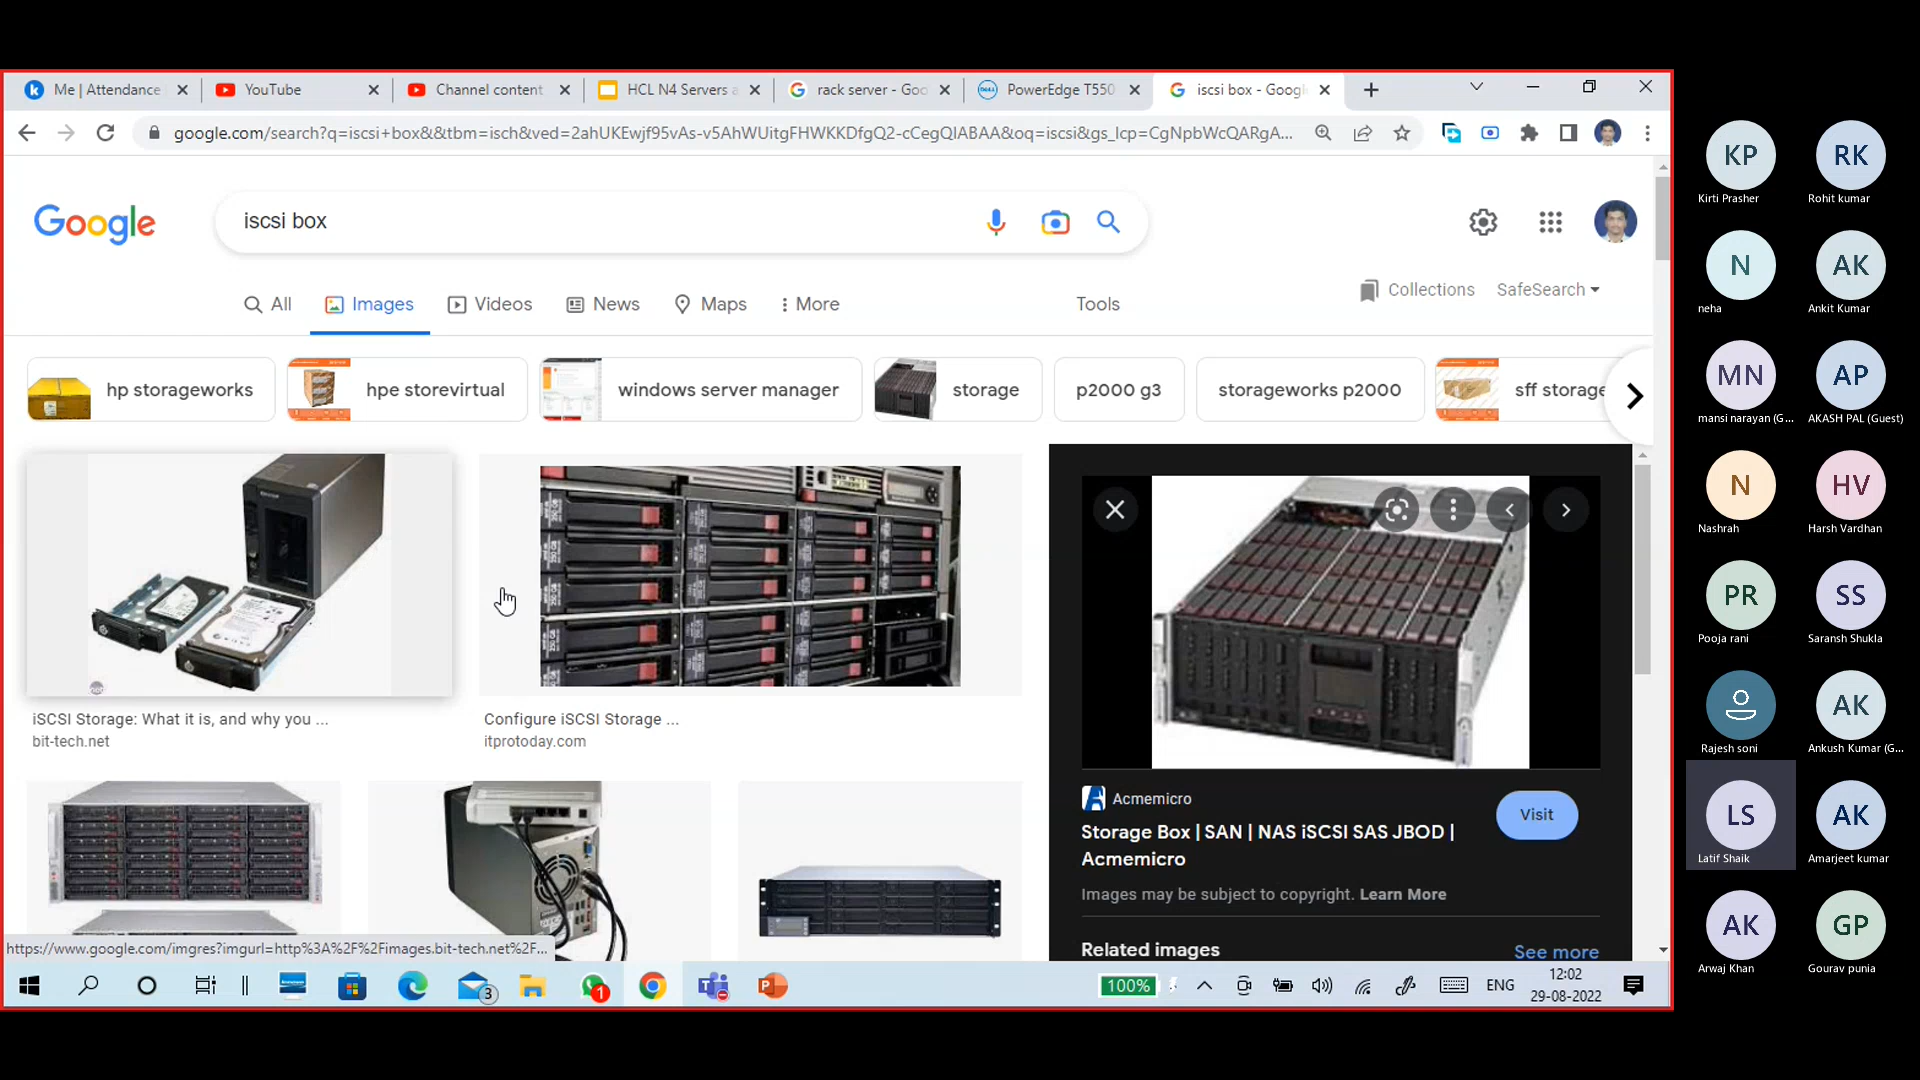 Me | Attendance
YouTube
Channel content
HCL N4 Servers a
rack server - Goo
PowerEdge T550
iscsi box - Googl
google.com/search?q=iscsi+box&&tbm=isch&ved=2ahUKEwjf95vAs-v5AhWUitgFHWKKDfgQ2-cCegQIABAA&oq=iscsi&gs_lcp=CgNpbWcQARgA...
Google
iscsi box
All
Images
Videos
News
Maps
More
Tools
Collections
SafeSearch
hp storageworks
hpe storevirtual
windows server manager
storage
p2000 g3
storageworks p2000
sff storage
iSCSI Storage: What it is, and why you ...
bit-tech.net
Configure iSCSI Storage ...
itprotoday.com
Acmemicro
Storage Box | SAN | NAS iSCSI SAS JBOD |
Acmemicro
Visit
Images may be subject to copyright. Learn More
Related images
See more
https://www.google.com/imgres?imgurl=http%3A%2F%2Fimages.bit-tech.net%2F...
3
1
100%
ENG
12:02
29-08-2022
KP
Kirti Prasher
RK
Rohit kumar
N
neha
AK
Ankit Kumar
MN
mansi narayan (G...
AP
AKASH PAL (Guest)
N
Nashrah
HV
Harsh Vardhan
PR
Pooja rani
SS
Saransh Shukla
Rajesh soni
AK
Ankush Kumar (G...
LS
Latif Shaik
AK
Amarjeet kumar
AK
Arwaj Khan
GP
Gourav punia